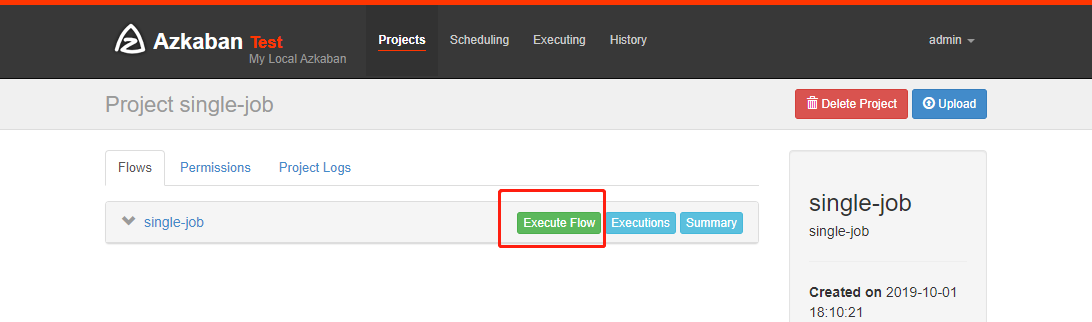 Azkaban Test
My Local Azkaban
Projects Scheduling Executing History admin
Project single-job
Delete Project Upload
Flows Permissions Project Logs
single-job Execute Flow Executions Summary
single-job
single-job
Created on 2019-10-01
18:10:21